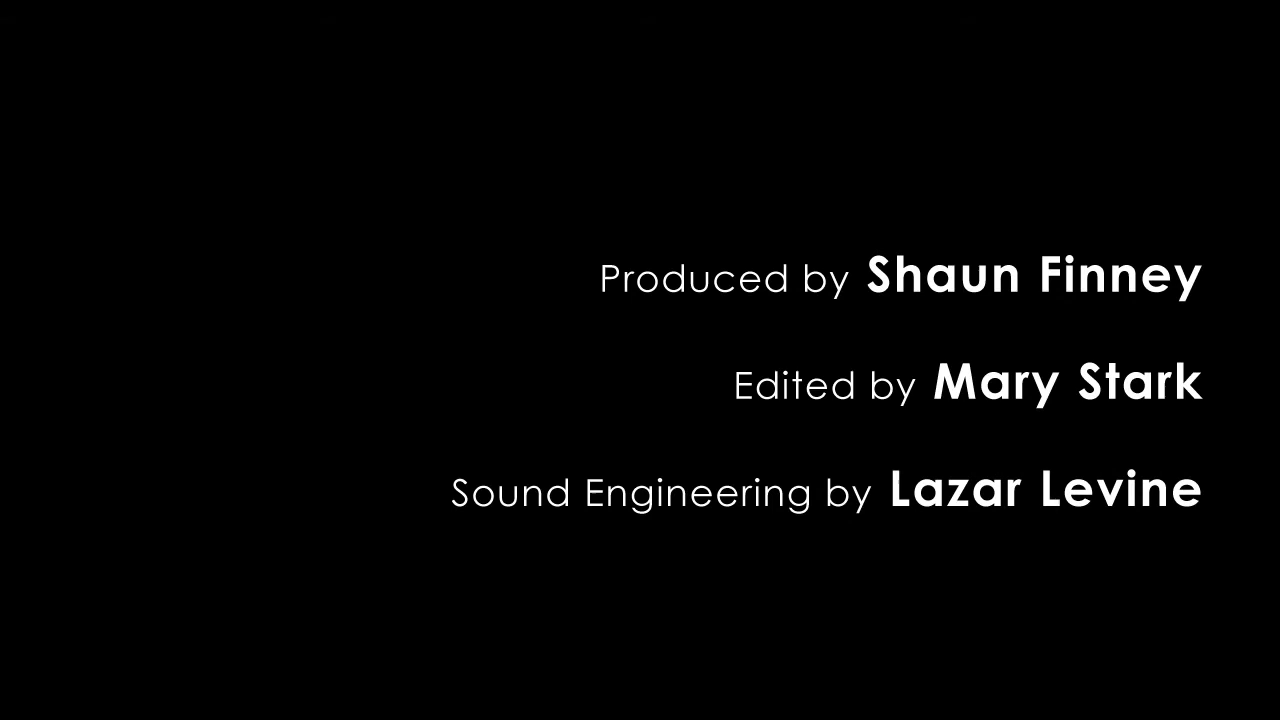 Produced by Shaun Finney
Edited by Mary Stark
Sound Engineering by Lazar Levine